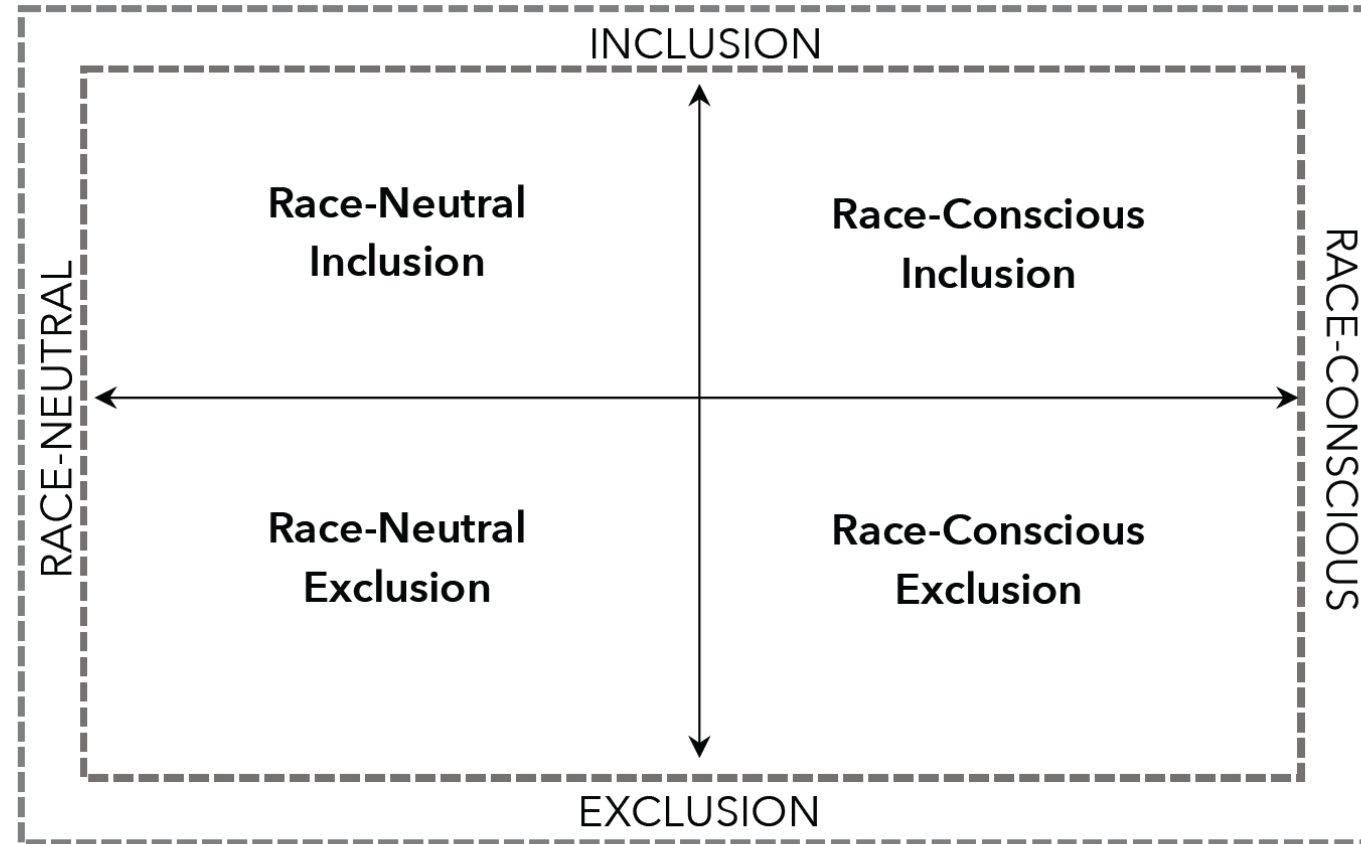 INCLUSION
Race-Neutral
Inclusion
Race-Conscious
Inclusion
RACE-NEUTRAL
RACE-CONSCIOUS
Race-Neutral
Exclusion
Race-Conscious
Exclusion
EXCLUSION